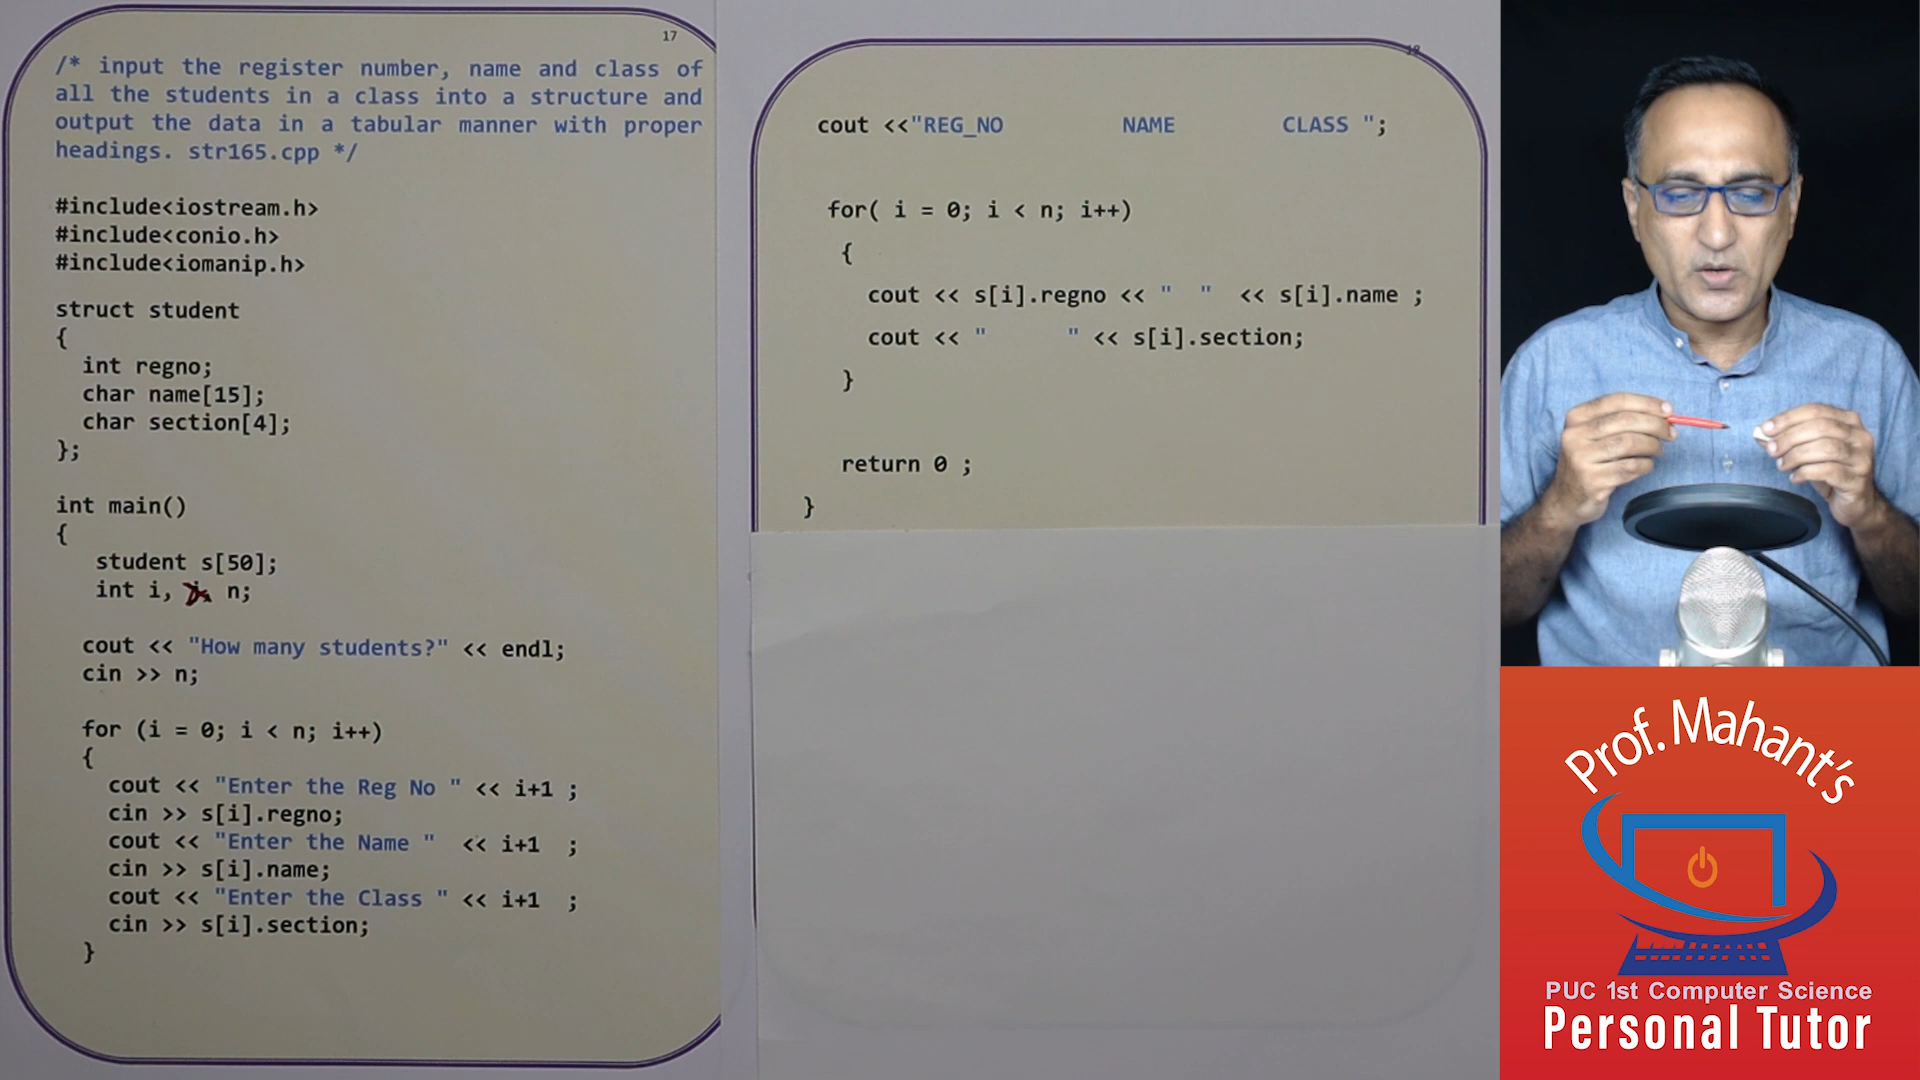 17
/* input the register number, name and class of
all the students in a class into a structure and
output the data in a tabular manner with proper
headings. str165.cpp */
#include<iostream.h>
#include<conio.h>
#include<iomanip.h>
struct student
{
int regno;
char name[15];
char section[4];
};
int main()
{
student s[50];
int i, n;
cout << "How many students?" << endl;
cin >> n;
for (i = 0; i < n; i++)
{
cout << "Enter the Reg No " << i+1 ;
cin >> s[i].regno;
cout << "Enter the Name " << i+1 ;
cin >> s[i].name;
cout << "Enter the Class " << i+1 ;
cin >> s[i].section;
}
cout <<"REG_NO NAME CLASS ";
for( i = 0; i < n; i++)
{
cout << s[i].regno << " " << s[i].name ;
cout << " " << s[i].section;
}
return 0 ;
}
Prof. Mahant's
PUC 1st Computer Science
Personal Tutor